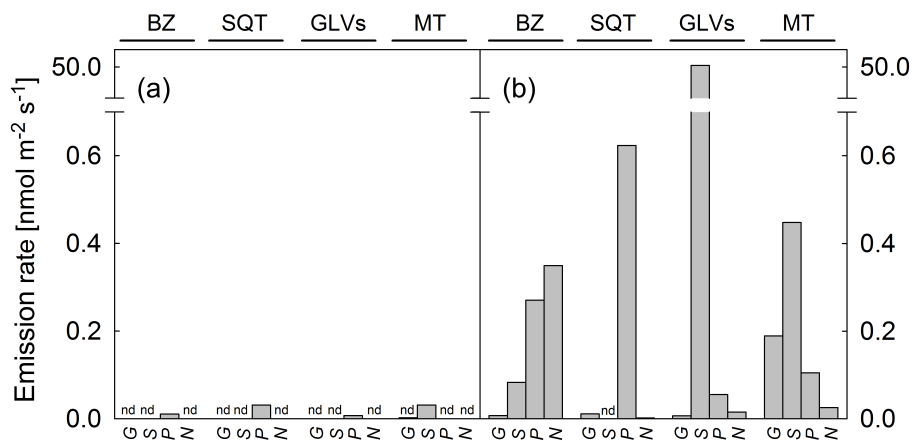 BZ SQT GLVs MT BZ SQT GLVs MT
50.0 (a) (b) 50.0
0.6 0.6
0.4 0.4
0.2 0.2
0.0 nd nd nd nd nd nd nd nd nd nd nd nd nd 0.0
G S P N G S P N G S P N G S P N G S P N G S P N G S P N G S P N
Emission rate [nmol m⁻² s⁻¹]